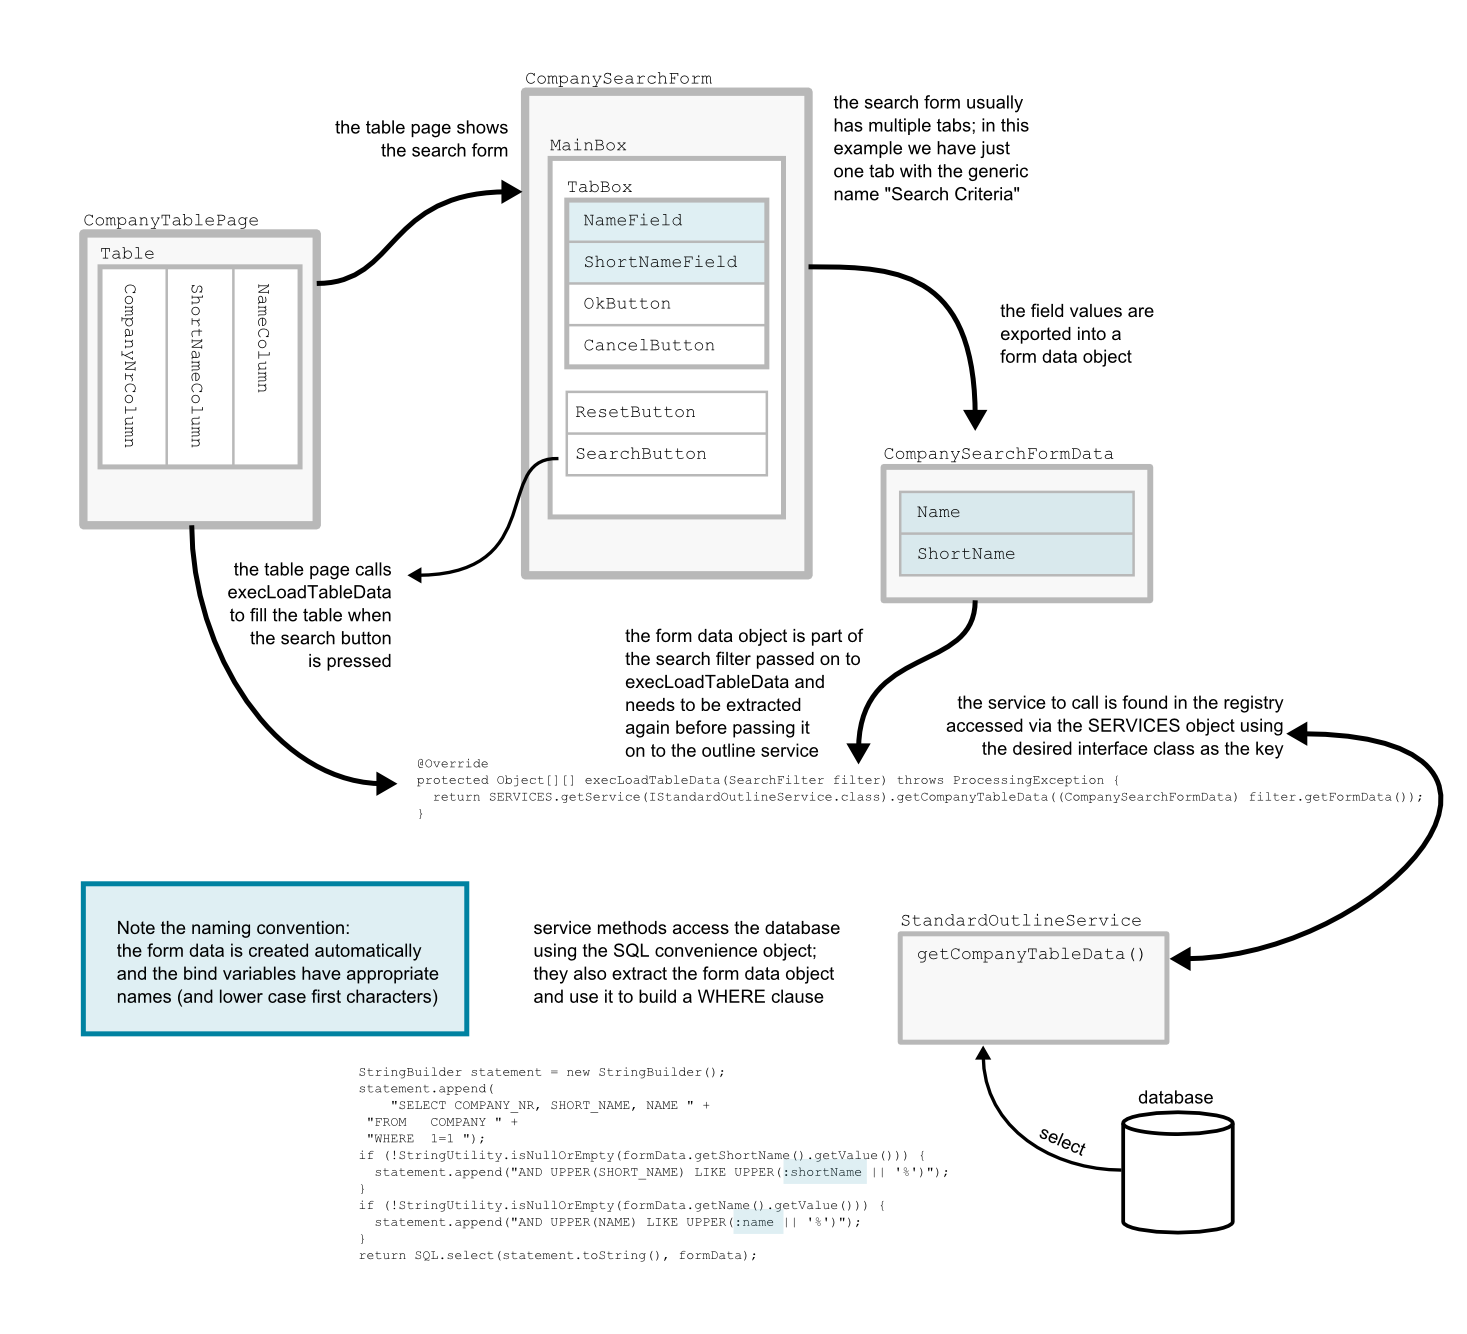 CompanySearchForm
the table page shows
the search form
the search form usually
has multiple tabs; in this
example we have just
one tab with the generic
name "Search Criteria"
MainBox
TabBox
NameField
ShortNameField
OkButton
CancelButton
ResetButton
SearchButton
CompanyTablePage
Table
CompanyNrColumn
ShortNameColumn
NameColumn
the field values are
exported into a
form data object
CompanySearchFormData
Name
ShortName
the table page calls
execLoadTableData
to fill the table when
the search button
is pressed
the form data object is part of
the search filter passed on to
execLoadTableData and
needs to be extracted
again before passing it
on to the outline service
the service to call is found in the registry
accessed via the SERVICES object using
the desired interface class as the key
@Override
protected Object[][] execLoadTableData(SearchFilter filter) throws ProcessingException {
  return SERVICES.getService(IStandardOutlineService.class).getCompanyTableData((CompanySearchFormData) filter.getFormData());
}
Note the naming convention:
the form data is created automatically
and the bind variables have appropriate
names (and lower case first characters)
service methods access the database
using the SQL convenience object;
they also extract the form data object
and use it to build a WHERE clause
StandardOutlineService
getCompanyTableData()
select
database
StringBuilder statement = new StringBuilder();
statement.append(
    "SELECT COMPANY_NR, SHORT_NAME, NAME " +
 "FROM   COMPANY " +
 "WHERE  1=1 ");
if (!StringUtility.isNullOrEmpty(formData.getShortName().getValue())) {
  statement.append("AND UPPER(SHORT_NAME) LIKE UPPER(:shortName || '%')");
}
if (!StringUtility.isNullOrEmpty(formData.getName().getValue())) {
  statement.append("AND UPPER(NAME) LIKE UPPER(:name || '%')");
}
return SQL.select(statement.toString(), formData);